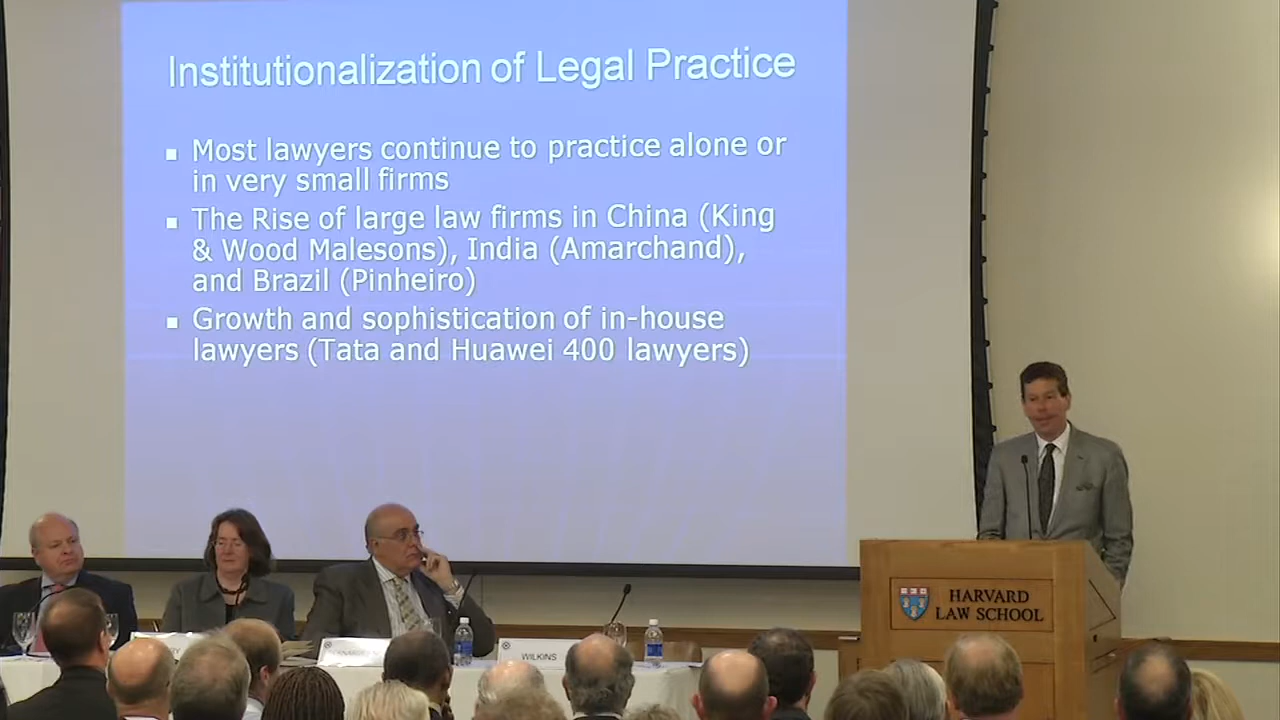 Institutionalization of Legal Practice
Most lawyers continue to practice alone or
in very small firms
The Rise of large law firms in China (King
& Wood Malesons), India (Amarchand),
and Brazil (Pinheiro)
Growth and sophistication of in-house
lawyers (Tata and Huawei 400 lawyers)
HARVARD
LAW SCHOOL
WILKINS